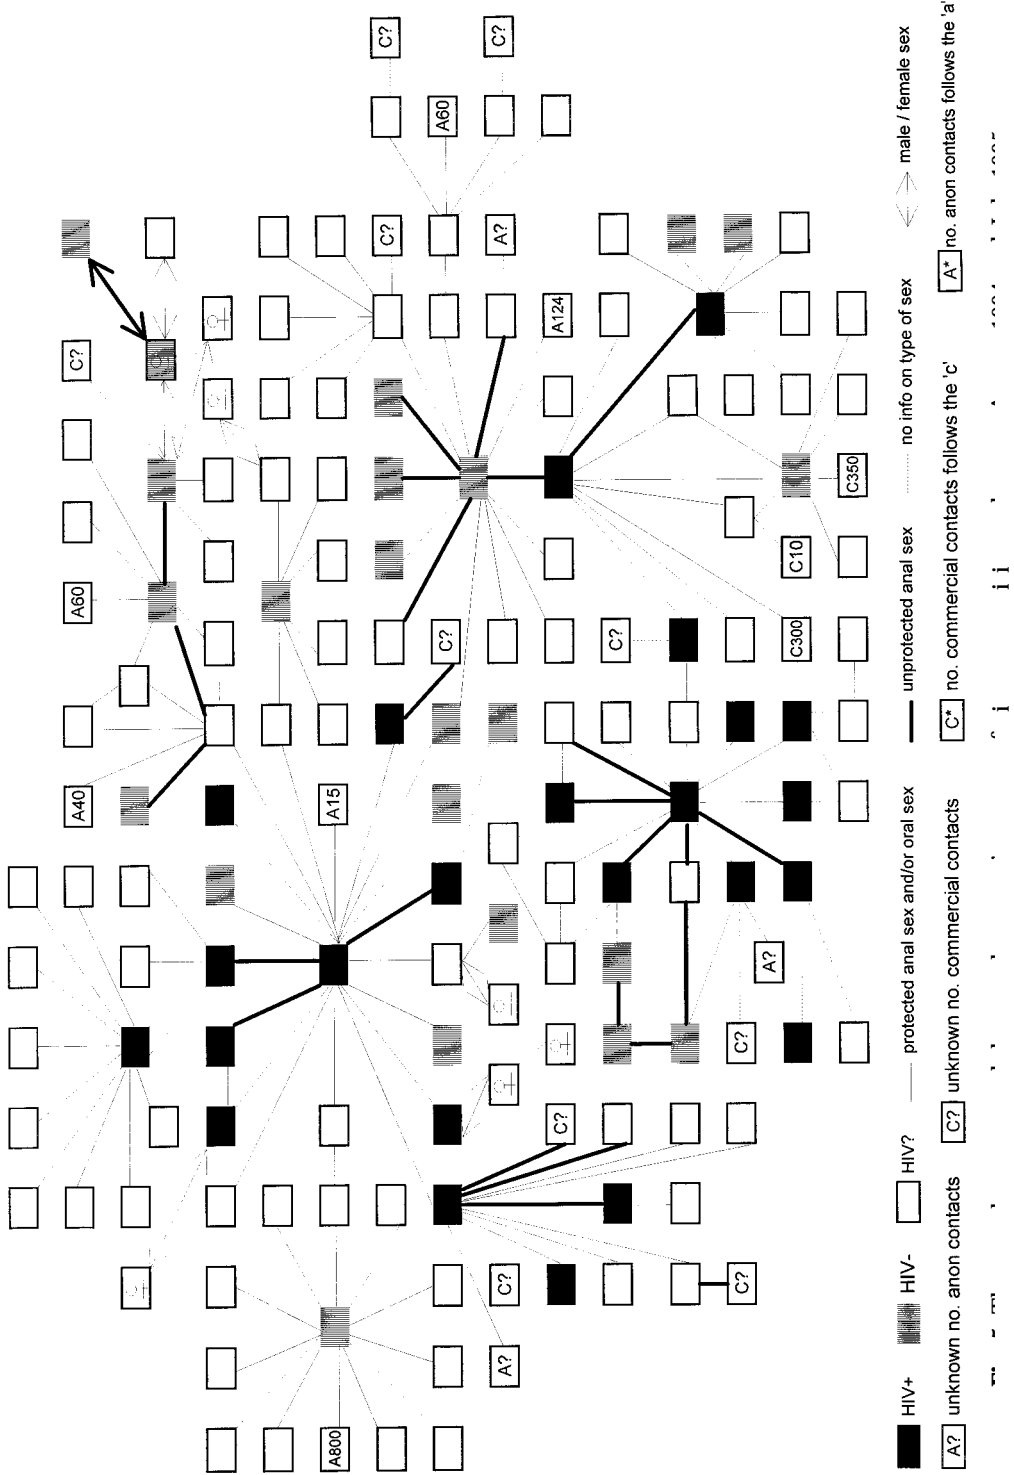 A40 A60 C?
♀
♀ ♀
A800 A15
C? C?
C? A60
A? C? ♀ ♀ A? C?
C? ♀ A124
C?
C? C?
A?
C300 C10
C350
HIV+ HIV- HIV? protected anal sex and/or oral sex unprotected anal sex no info on type of sex male / female sex
A? unknown no. anon contacts C? unknown no. commercial contacts C* no. commercial contacts follows the 'c' A* no. anon contacts follows the 'a'